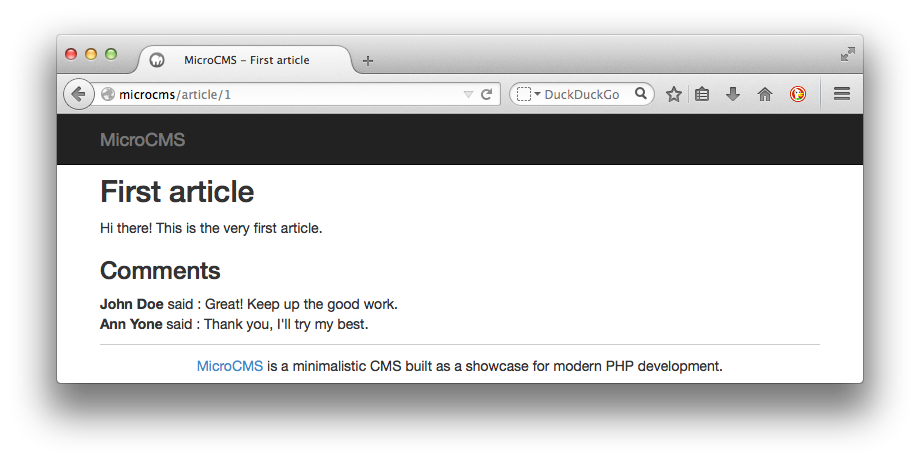 MicroCMS – First article
microcms/article/1
DuckDuckGo
MicroCMS
First article
Hi there! This is the very first article.
Comments
John Doe said : Great! Keep up the good work.
Ann Yone said : Thank you, I'll try my best.
MicroCMS is a minimalistic CMS built as a showcase for modern PHP development.